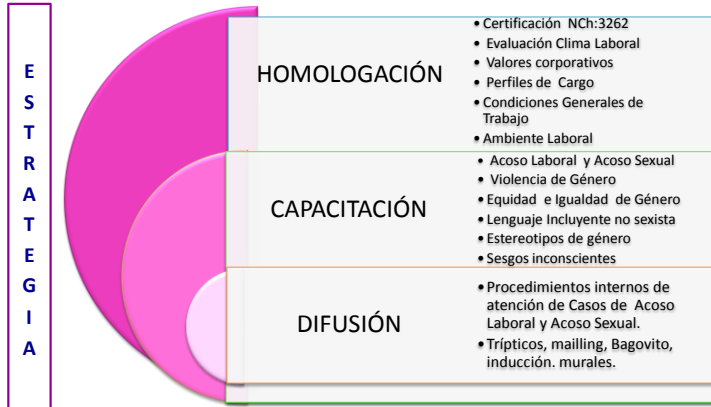 ESTRATEGIA
HOMOLOGACIÓN
• Certificación NCh:3262
• Evaluación Clima Laboral
• Valores corporativos
• Perfiles de Cargo
• Condiciones Generales de
Trabajo
• Ambiente Laboral
CAPACITACIÓN
• Acoso Laboral y Acoso Sexual
• Violencia de Género
• Equidad e Igualdad de Género
• Lenguaje Incluyente no sexista
• Estereotipos de género
• Sesgos inconscientes
DIFUSIÓN
• Procedimientos internos de
atención de Casos de Acoso
Laboral y Acoso Sexual.
• Trípticos, mailling, Bagovito,
inducción. murales.